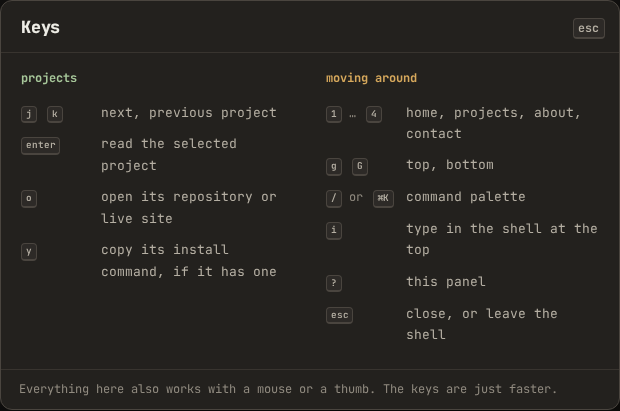 Keys
esc
projects
j k next, previous project
enter read the selected
project
o open its repository or
live site
y copy its install
command, if it has one
moving around
1 … 4 home, projects, about,
contact
g G top, bottom
/ or ⌘K command palette
i type in the shell at the
top
? this panel
esc close, or leave the
shell
Everything here also works with a mouse or a thumb. The keys are just faster.